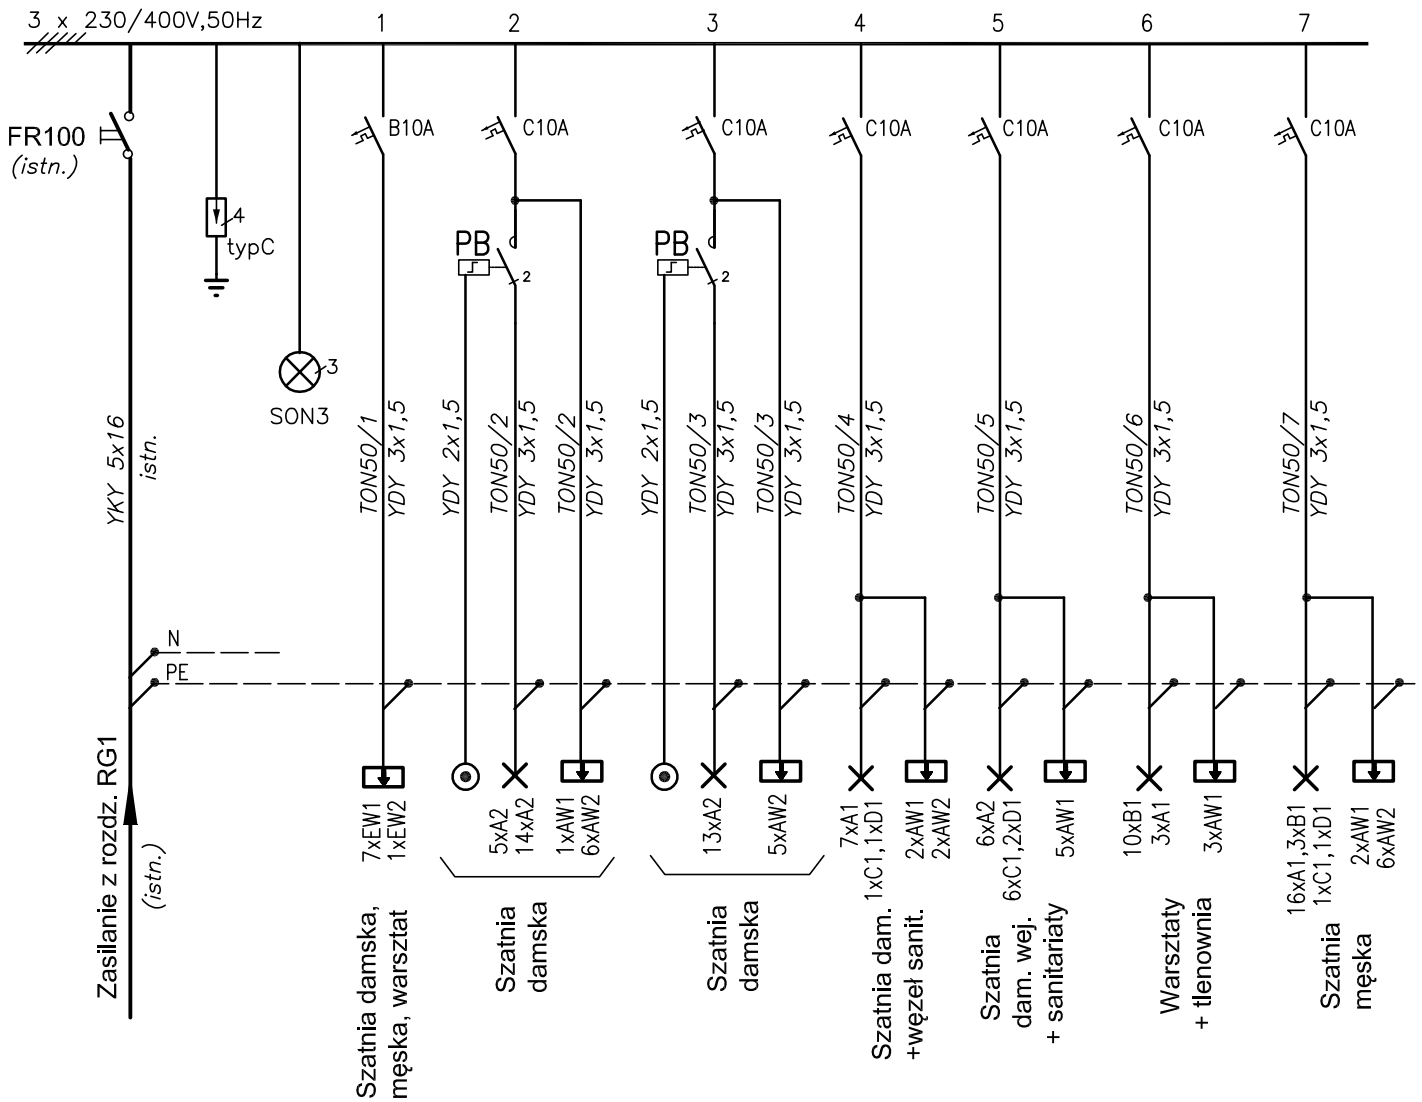 3 x 230/400V,50Hz
1
2
3
4
5
6
7
FR100
(istn.)
B10A
C10A
C10A
C10A
C10A
C10A
C10A
4
typC
PB
2
PB
2
3
SON3
YKY 5x16
istn.
TON50/1
YDY 3x1,5
YDY 2x1,5
TON50/2
YDY 3x1,5
TON50/2
YDY 3x1,5
YDY 2x1,5
TON50/3
YDY 3x1,5
TON50/3
YDY 3x1,5
TON50/4
YDY 3x1,5
TON50/5
YDY 3x1,5
TON50/6
YDY 3x1,5
TON50/7
YDY 3x1,5
N
PE
Zasilanie z rozdz. RG1
(istn.)
7xEW1
1xEW2
5xA2
14xA2
1xAW1
6xAW2
13xA2
5xAW2
7xA1
1xC1,1xD1
2xAW1
2xAW2
6xA2
6xC1,2xD1
5xAW1
10xB1
3xA1
3xAW1
16xA1,3xB1
1xC1,1xD1
2xAW1
6xAW2
Szatnia damska,
męska, warsztat
Szatnia
damska
Szatnia
damska
Szatnia dam.
+węzeł sanit.
Szatnia
dam. wej.
+ sanitariaty
Warsztaty
+ tlenownia
Szatnia
męska